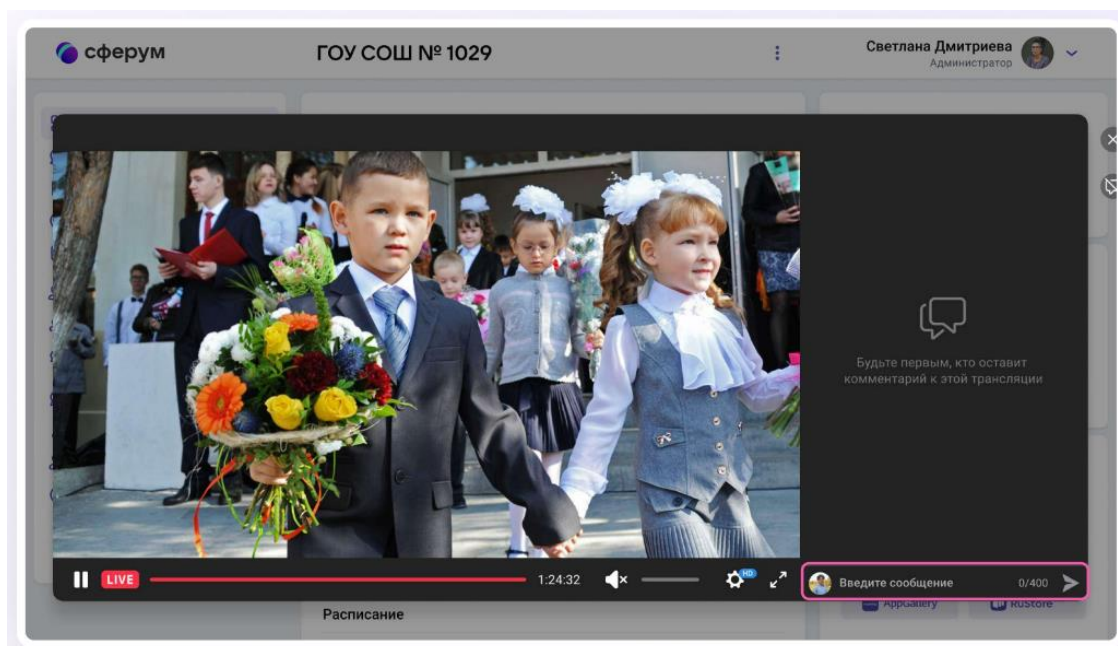 сферум
ГОУ СОШ № 1029
Светлана Дмитриева
Администратор
Будьте первым, кто оставит
комментарий к этой трансляции
LIVE
1:24:32
HD
Введите сообщение
0/400
AppGallery
RuStore
Расписание